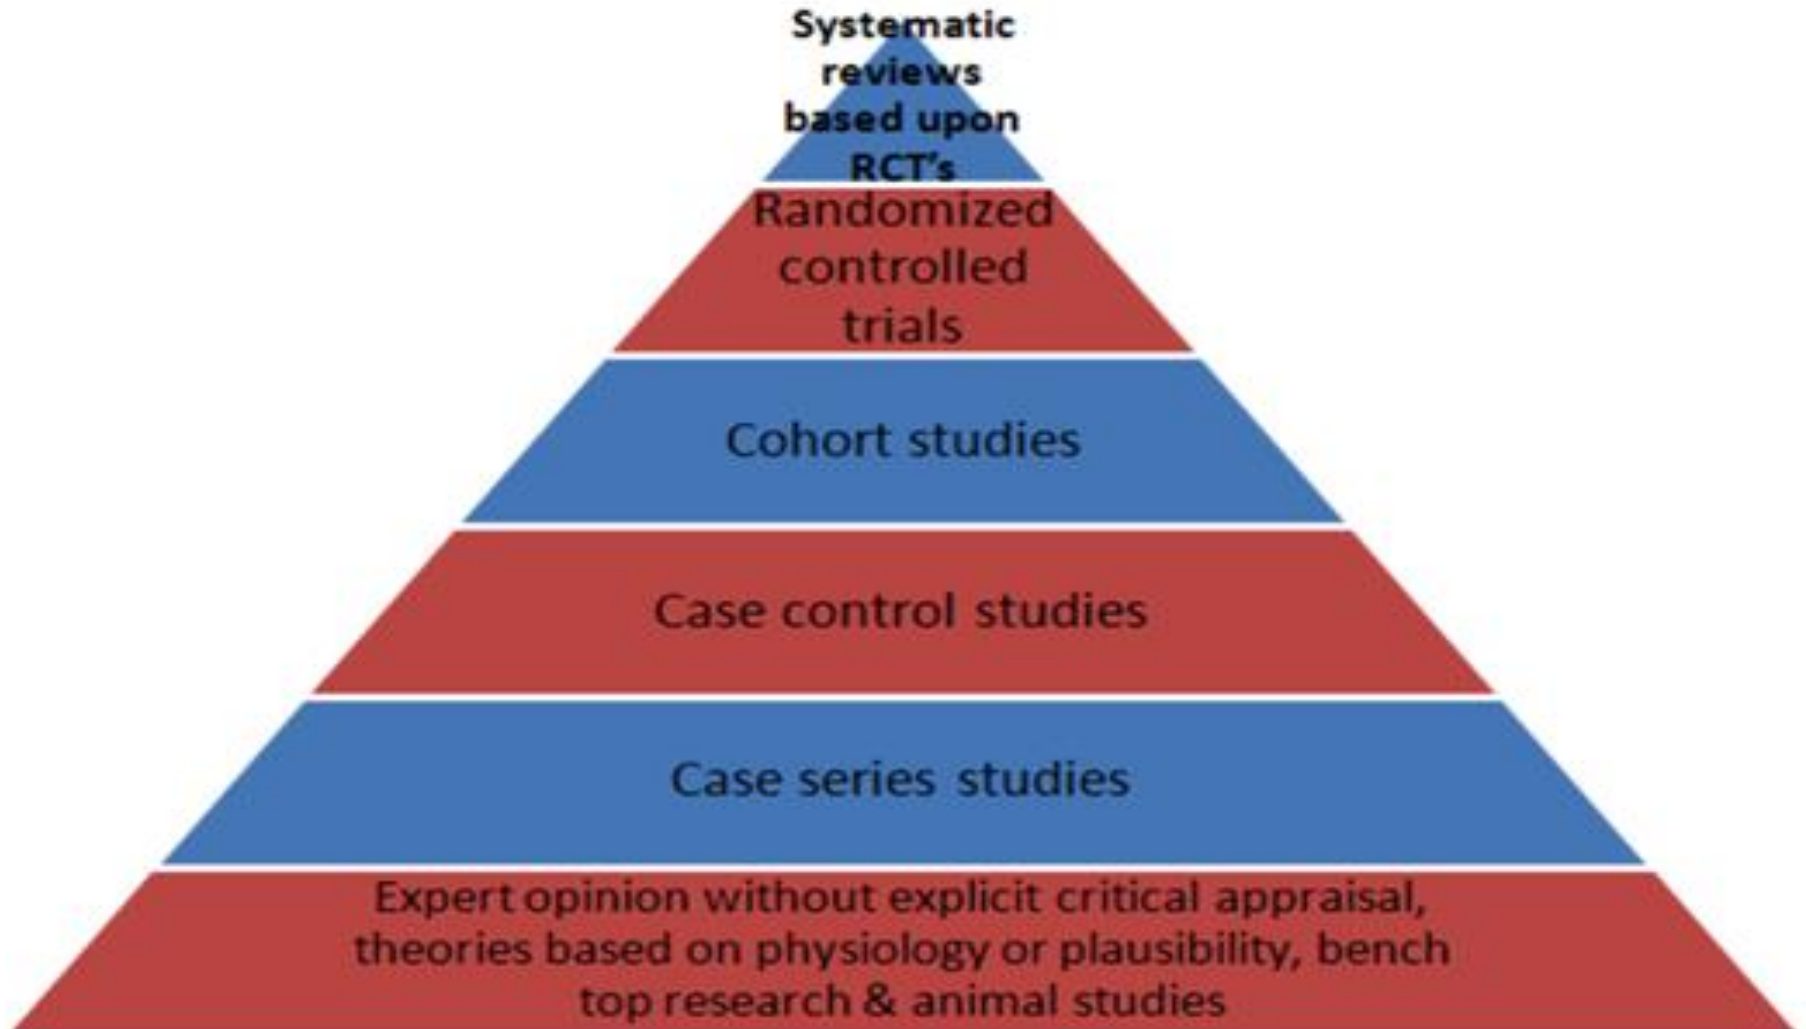 Systematic
reviews
based upon
RCT's
Randomized
controlled
trials
Cohort studies
Case control studies
Case series studies
Expert opinion without explicit critical appraisal,
theories based on physiology or plausibility, bench
top research & animal studies